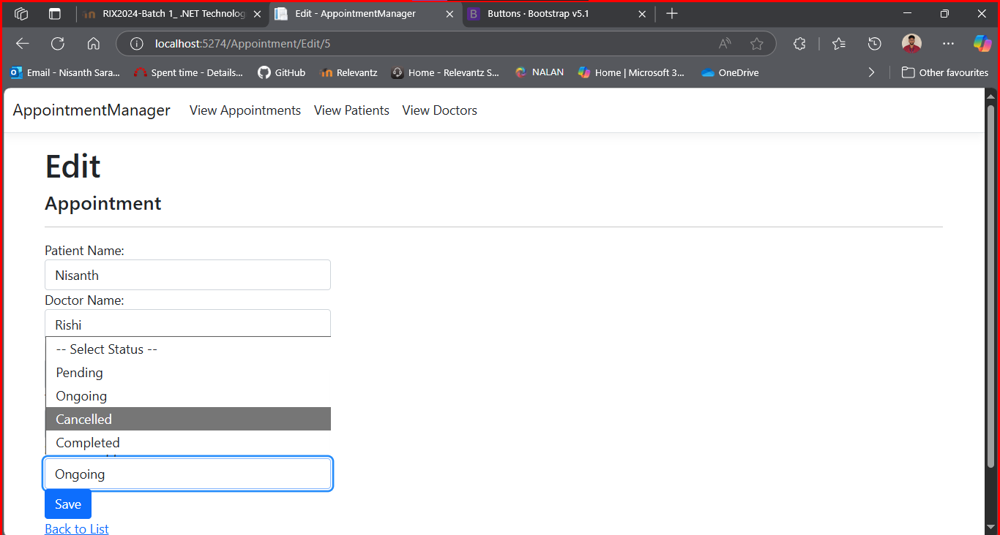 RIX2024-Batch 1_ .NET Technolog
Edit - AppointmentManager
Buttons · Bootstrap v5.1
localhost:5274/Appointment/Edit/5
Email - Nisanth Sara...
Spent time - Details...
GitHub
Relevantz
Home - Relevantz S...
NALAN
Home | Microsoft 3...
OneDrive
Other favourites
AppointmentManager
View Appointments
View Patients
View Doctors
Edit
Appointment
Patient Name:
Nisanth
Doctor Name:
Rishi
-- Select Status --
Pending
Ongoing
Cancelled
Completed
Ongoing
Save
Back to List